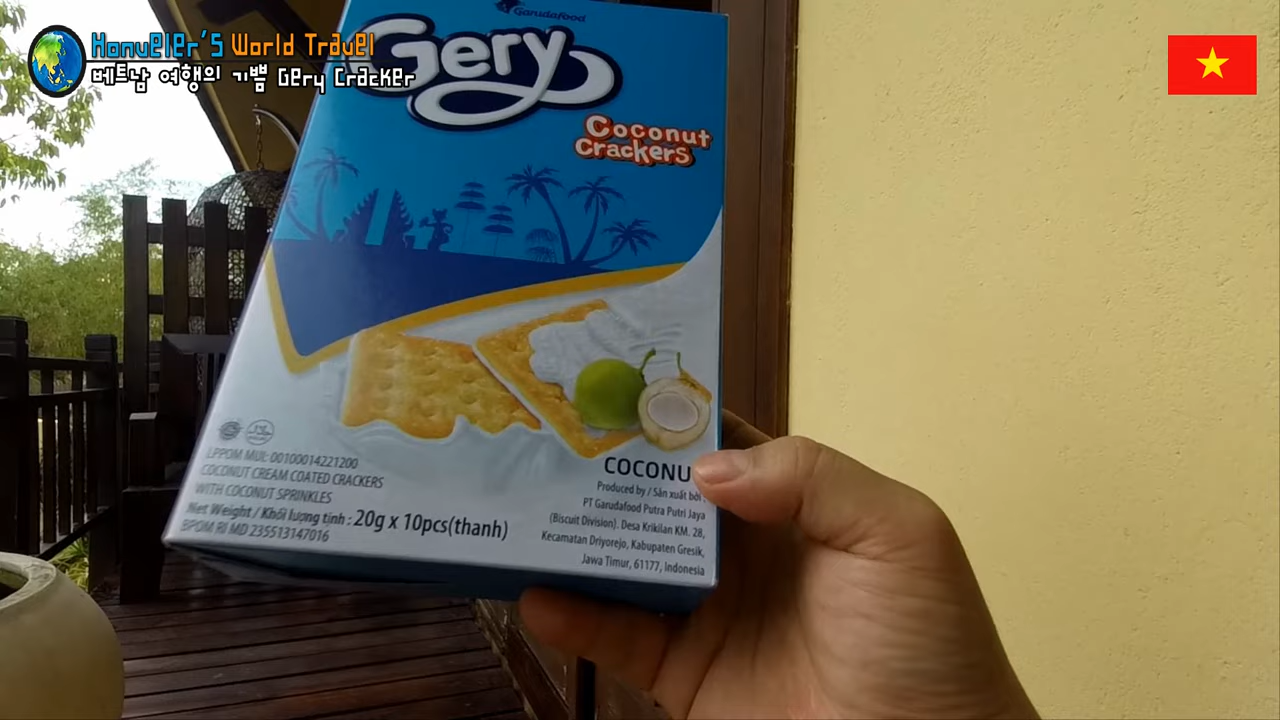 Hanueler's World Travel
베트남 여행의 기쁨 Gery Cracker
Garudafood
Gery
Coconut
Crackers
LPPOM MUI: 00100014221200
COCONUT CREAM COATED CRACKERS
WITH COCONUT SPRINKLES
Net Weight / Khối lượng tịnh : 20g x 10pcs(thanh)
BPOM RI MD 235513147016
COCONU
Produced by / Sản xuất bởi :
PT Garudafood Putra Putri Jaya
(Biscuit Division). Desa Krikilan KM. 28,
Kecamatan Driyorejo, Kabupaten Gresik,
Jawa Timur, 61177, Indonesia